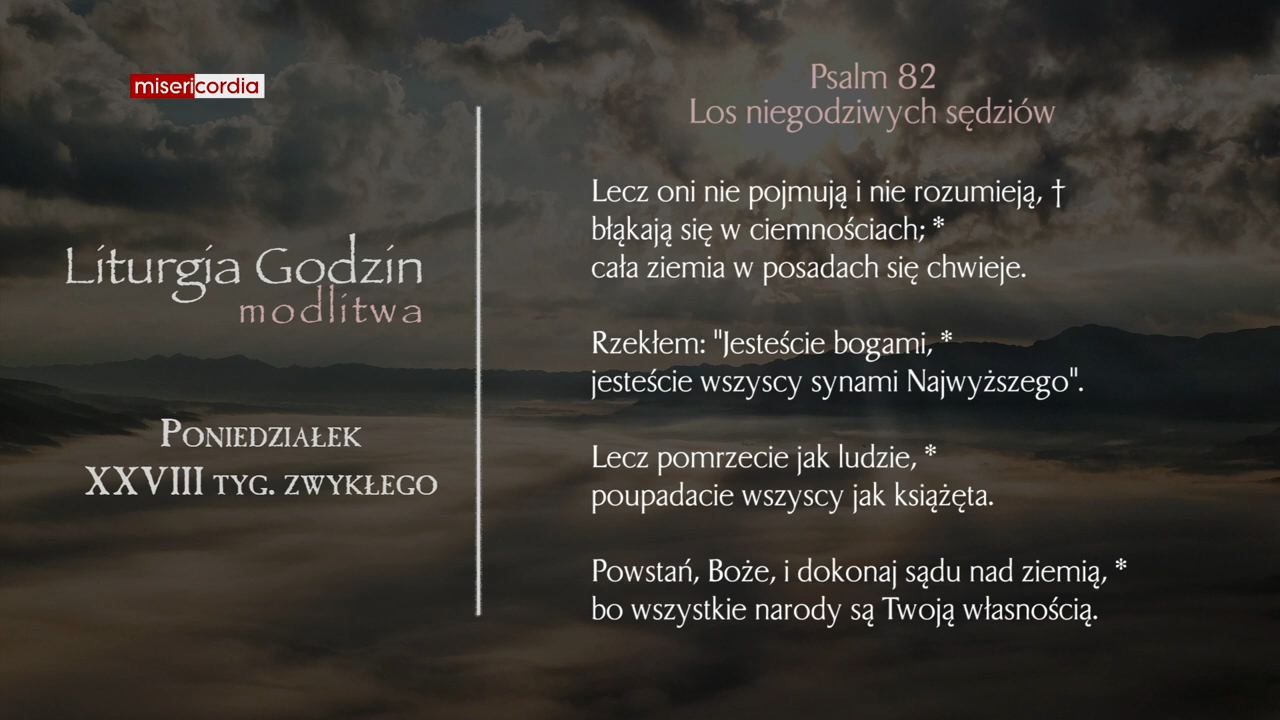 misericordia
Liturgia Godzin
modlitwa
Poniedziałek
XXVIII tyg. zwykłego
Psalm 82
Los niegodziwych sędziów
Lecz oni nie pojmują i nie rozumieją, †
błąkają się w ciemnościach; *
cała ziemia w posadach się chwieje.
Rzekłem: "Jesteście bogami, *
jesteście wszyscy synami Najwyższego".
Lecz pomrzecie jak ludzie, *
poupadacie wszyscy jak książęta.
Powstań, Boże, i dokonaj sądu nad ziemią, *
bo wszystkie narody są Twoją własnością.